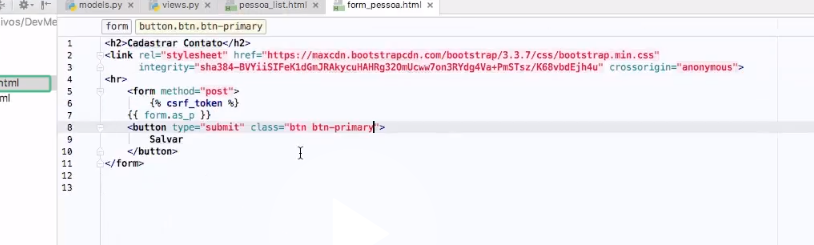 models.py views.py pessoa_list.html form_pessoa.html
ivos/DevMe
form button.btn.btn-primary
1 <h2>Cadastrar Contato</h2>
2 <link rel="stylesheet" href="https://maxcdn.bootstrapcdn.com/bootstrap/3.3.7/css/bootstrap.min.css"
3 integrity="sha384-BVYiiSIFeK1dGmJRAkycuHAHRg32OmUcww7on3RYdg4Va+PmSTsz/K68vbdEjh4u" crossorigin="anonymous">
4 <hr>
html
5 <form method="post">
ml
6 {% csrf_token %}
7 {{ form.as_p }}
8 <button type="submit" class="btn btn-primary">
9 Salvar
10 </button>
11 </form>
12
13